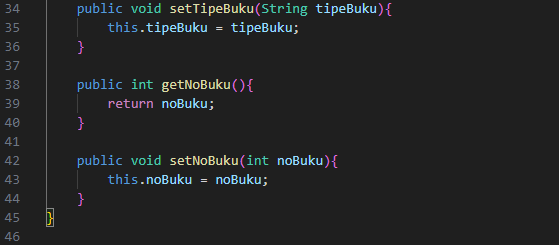 34 public void setTipeBuku(String tipeBuku){
35 this.tipeBuku = tipeBuku;
36 }
37
38 public int getNoBuku(){
39 return noBuku;
40 }
41
42 public void setNoBuku(int noBuku){
43 this.noBuku = noBuku;
44 }
45 }
46